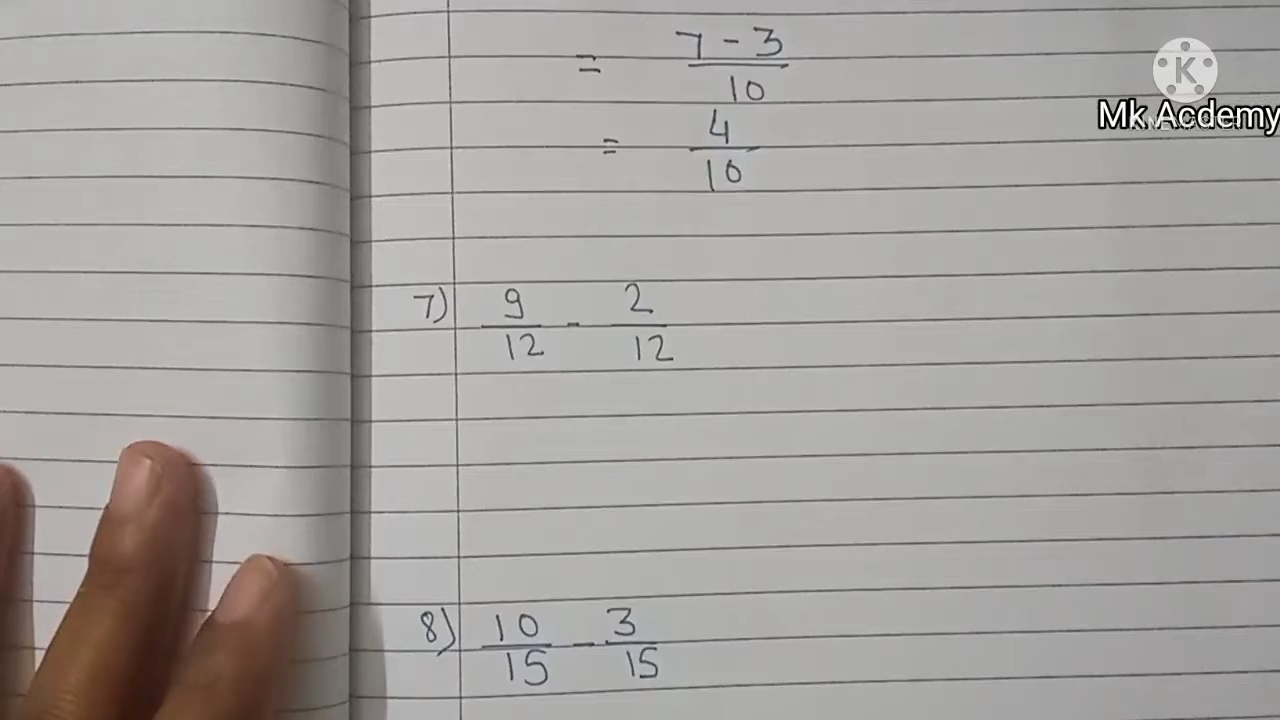 = 7 - 3 / 10
= 4 / 10
7) 9/12 - 2/12
8) 10/15 - 3/15
K
Mk Acdemy